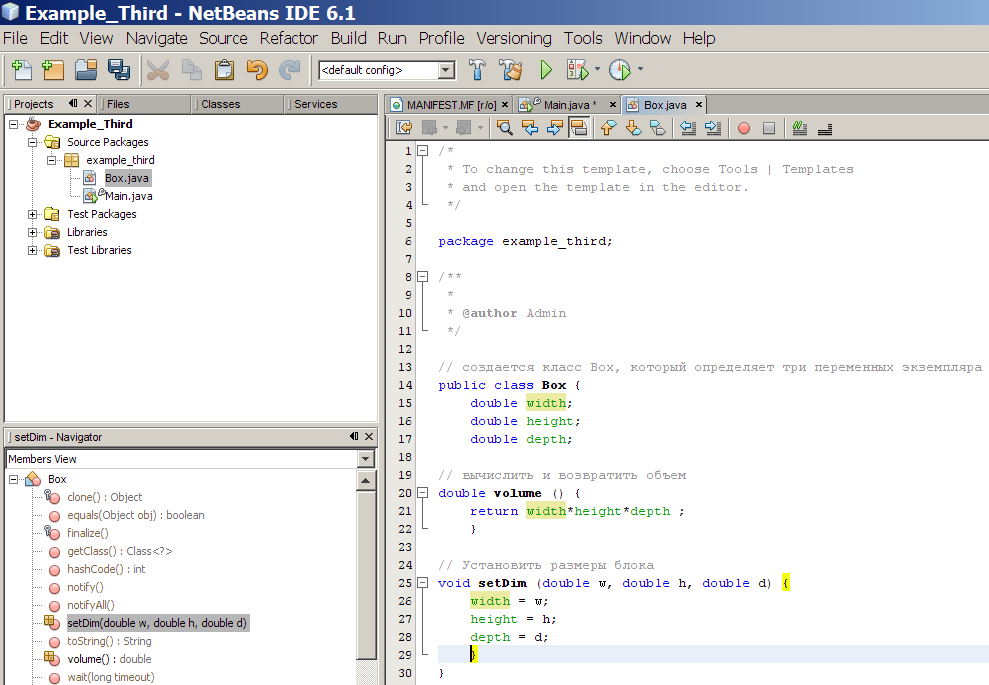 Example_Third - NetBeans IDE 6.1
File Edit View Navigate Source Refactor Build Run Profile Versioning Tools Window Help
<default config>
Projects Files Classes Services
Example_Third
Source Packages
example_third
Box.java
Main.java
Test Packages
Libraries
Test Libraries
setDim - Navigator
Members View
Box
clone() : Object
equals(Object obj) : boolean
finalize()
getClass() : Class<?>
hashCode() : int
notify()
notifyAll()
setDim(double w, double h, double d)
toString() : String
volume() : double
wait(long timeout)
MANIFEST.MF [r/o] Main.java * Box.java
1 /*
2 * To change this template, choose Tools | Templates
3 * and open the template in the editor.
4 */
5
6 package example_third;
7
8 /**
9 *
10 * @author Admin
11 */
12
13 // создается класс Box, который определяет три переменных экземпляра
14 public class Box {
15 double width;
16 double height;
17 double depth;
18
19 // вычислить и возвратить объем
20 double volume () {
21 return width*height*depth ;
22 }
23
24 // Установить размеры блока
25 void setDim (double w, double h, double d) {
26 width = w;
27 height = h;
28 depth = d;
29 }
30 }